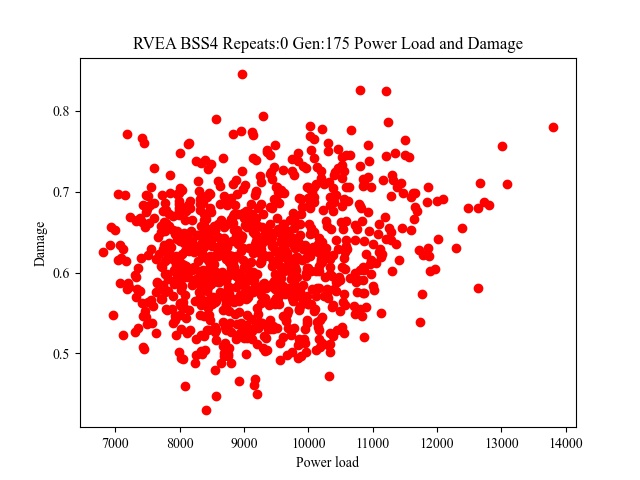 RVEA BSS4 Repeats:0 Gen:175 Power Load and Damage
0.8
0.7
0.6
0.5
Damage
7000 8000 9000 10000 11000 12000 13000 14000
Power load